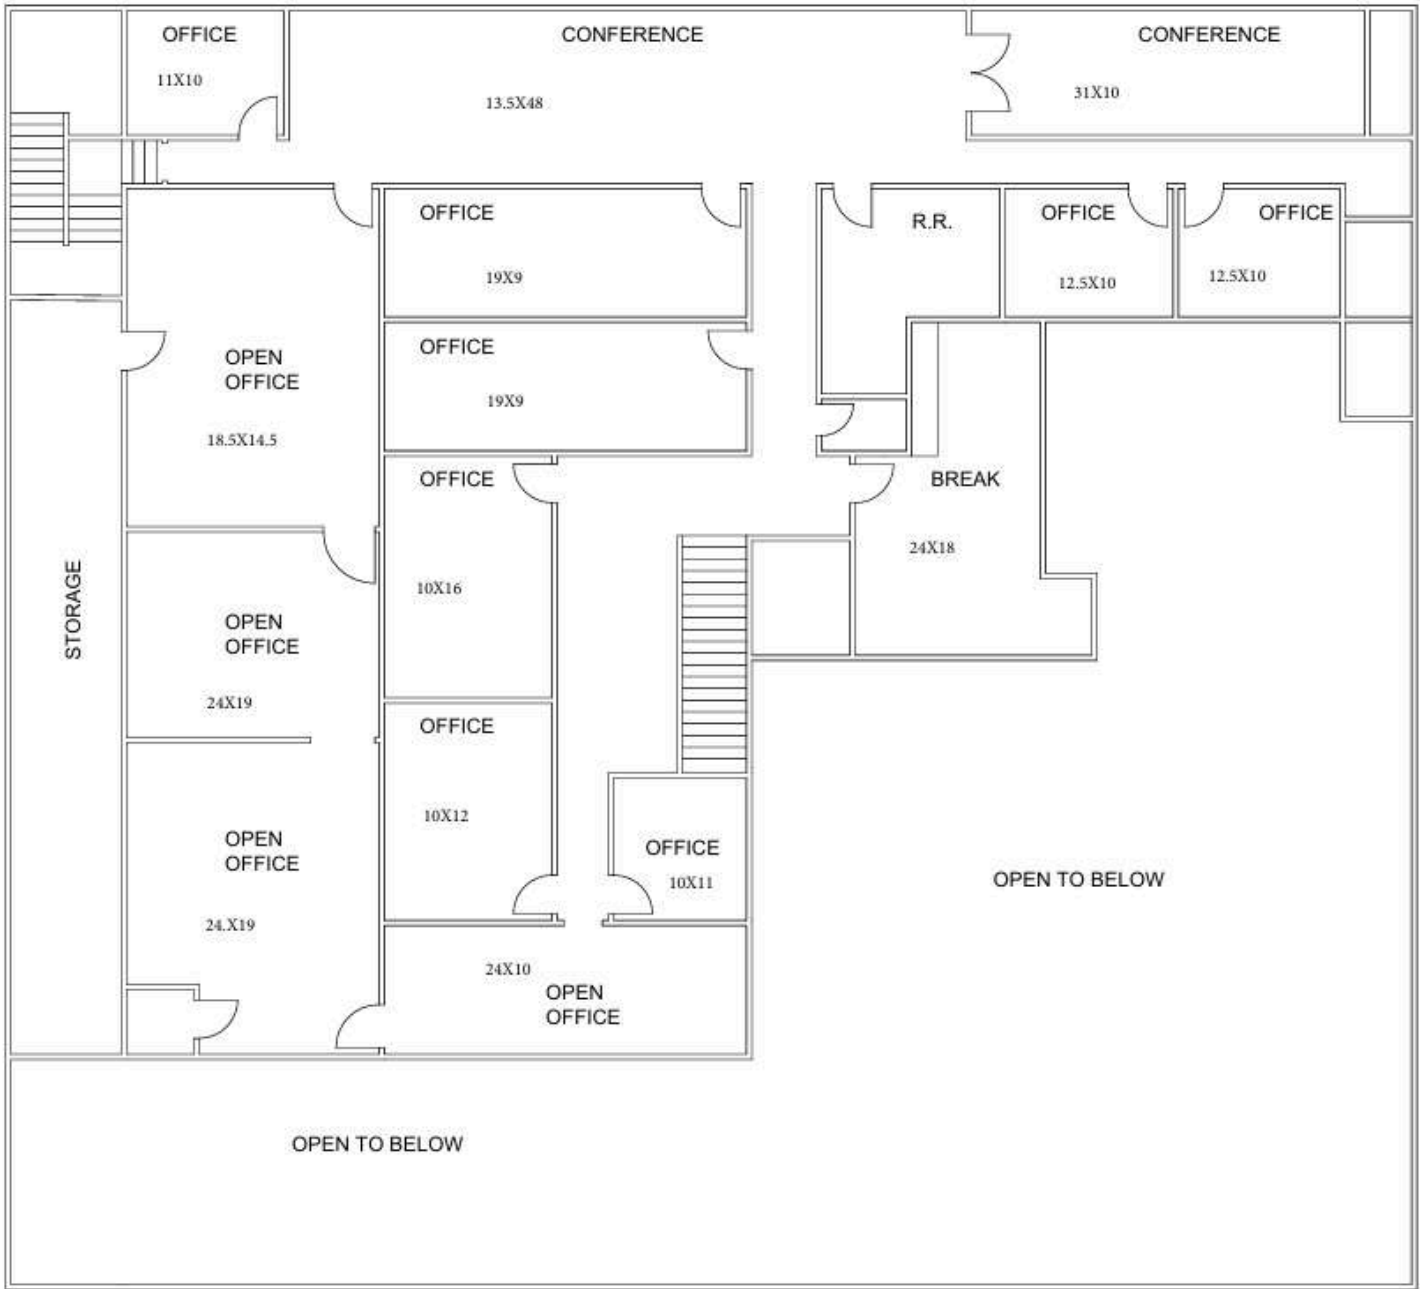 OFFICE
11X10
CONFERENCE
13.5X48
CONFERENCE
31X10
OFFICE
19X9
R.R.
OFFICE
12.5X10
OFFICE
12.5X10
OPEN
OFFICE
18.5X14.5
OFFICE
19X9
OFFICE
10X16
BREAK
24X18
STORAGE
OPEN
OFFICE
24X19
OFFICE
10X12
OPEN
OFFICE
24.X19
OFFICE
10X11
OPEN TO BELOW
24X10
OPEN
OFFICE
OPEN TO BELOW